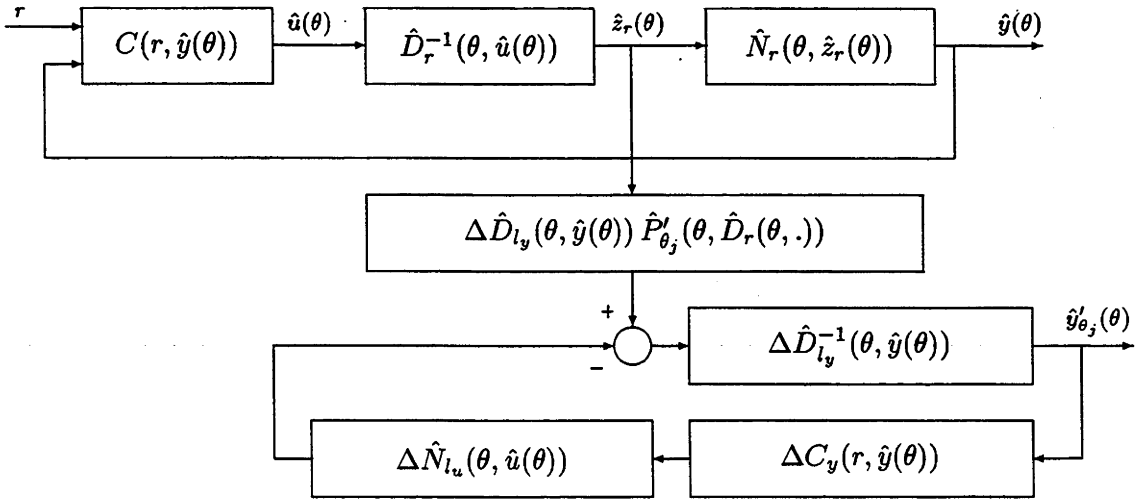 r
C(r, ŷ(θ))
û(θ)
D̂_r^{-1}(θ, û(θ))
ẑ_r(θ)
N̂_r(θ, ẑ_r(θ))
ŷ(θ)
ΔD̂_{l_y}(θ, ŷ(θ)) P̂'_{θ_j}(θ, D̂_r(θ, .))
+
−
ΔD̂_{l_y}^{-1}(θ, ŷ(θ))
ŷ'_{θ_j}(θ)
ΔN̂_{l_u}(θ, û(θ))
ΔC_y(r, ŷ(θ))